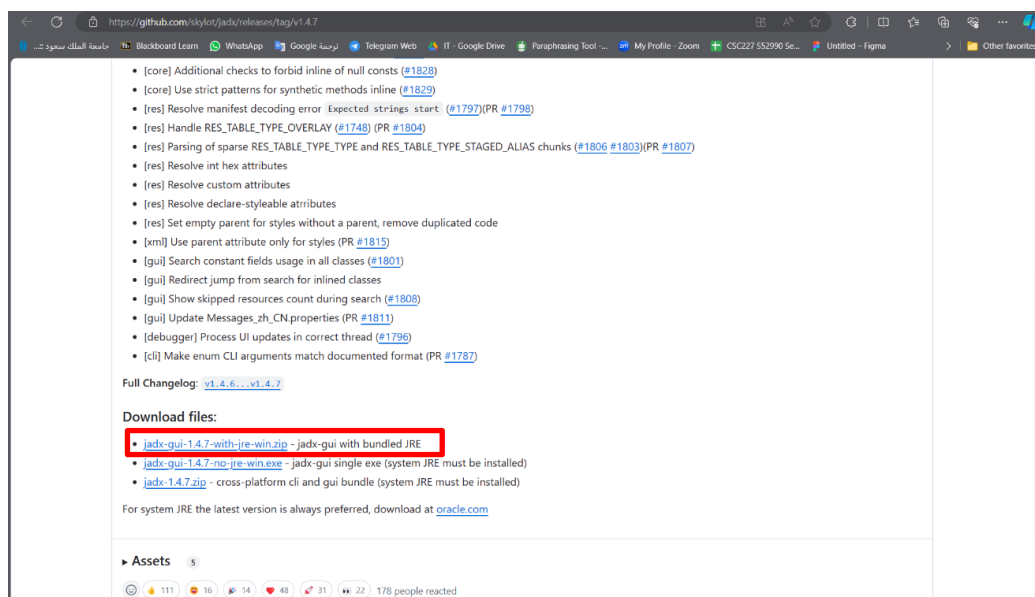 https://github.com/skylot/jadx/releases/tag/v1.4.7
جامعة الملك سعود ::...
Blackboard Learn
WhatsApp
ترجمة Google
Telegram Web
IT - Google Drive
Paraphrasing Tool -...
My Profile - Zoom
CSC227 S52990 Se...
Untitled – Figma
Other favorites
[core] Additional checks to forbid inline of null consts (#1828)
[core] Use strict patterns for synthetic methods inline (#1829)
[res] Resolve manifest decoding error Expected strings start (#1797)(PR #1798)
[res] Handle RES_TABLE_TYPE_OVERLAY (#1748) (PR #1804)
[res] Parsing of sparse RES_TABLE_TYPE_TYPE and RES_TABLE_TYPE_STAGED_ALIAS chunks (#1806 #1803)(PR #1807)
[res] Resolve int hex attributes
[res] Resolve custom attributes
[res] Resolve declare-styleable atrributes
[res] Set empty parent for styles without a parent, remove duplicated code
[xml] Use parent attribute only for styles (PR #1815)
[gui] Search constant fields usage in all classes (#1801)
[gui] Redirect jump from search for inlined classes
[gui] Show skipped resources count during search (#1808)
[gui] Update Messages_zh_CN.properties (PR #1811)
[debugger] Process UI updates in correct thread (#1796)
[cli] Make enum CLI arguments match documented format (PR #1787)
Full Changelog: v1.4.6...v1.4.7
Download files:
jadx-gui-1.4.7-with-jre-win.zip - jadx-gui with bundled JRE
jadx-gui-1.4.7-no-jre-win.exe - jadx-gui single exe (system JRE must be installed)
jadx-1.4.7.zip - cross-platform cli and gui bundle (system JRE must be installed)
For system JRE the latest version is always preferred, download at oracle.com
Assets 5
111 16 14 48 31 22 178 people reacted